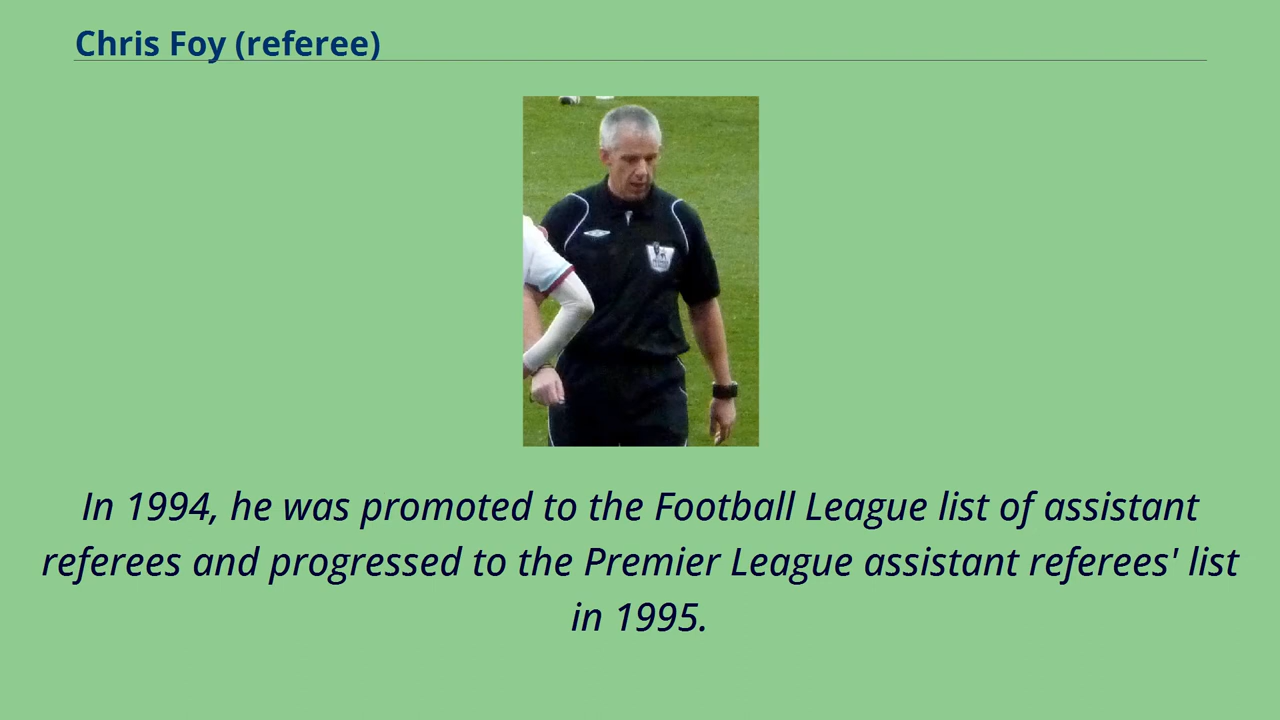 Chris Foy (referee)
In 1994, he was promoted to the Football League list of assistant
referees and progressed to the Premier League assistant referees' list
in 1995.